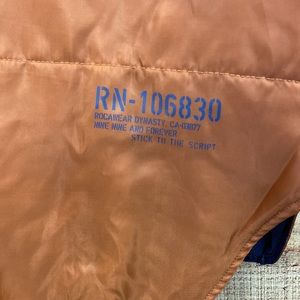 RN-106830
ROCAWEAR DYNASTY, CA-03077
NINE NINE AND FOREVER
STICK TO THE SCRIPT